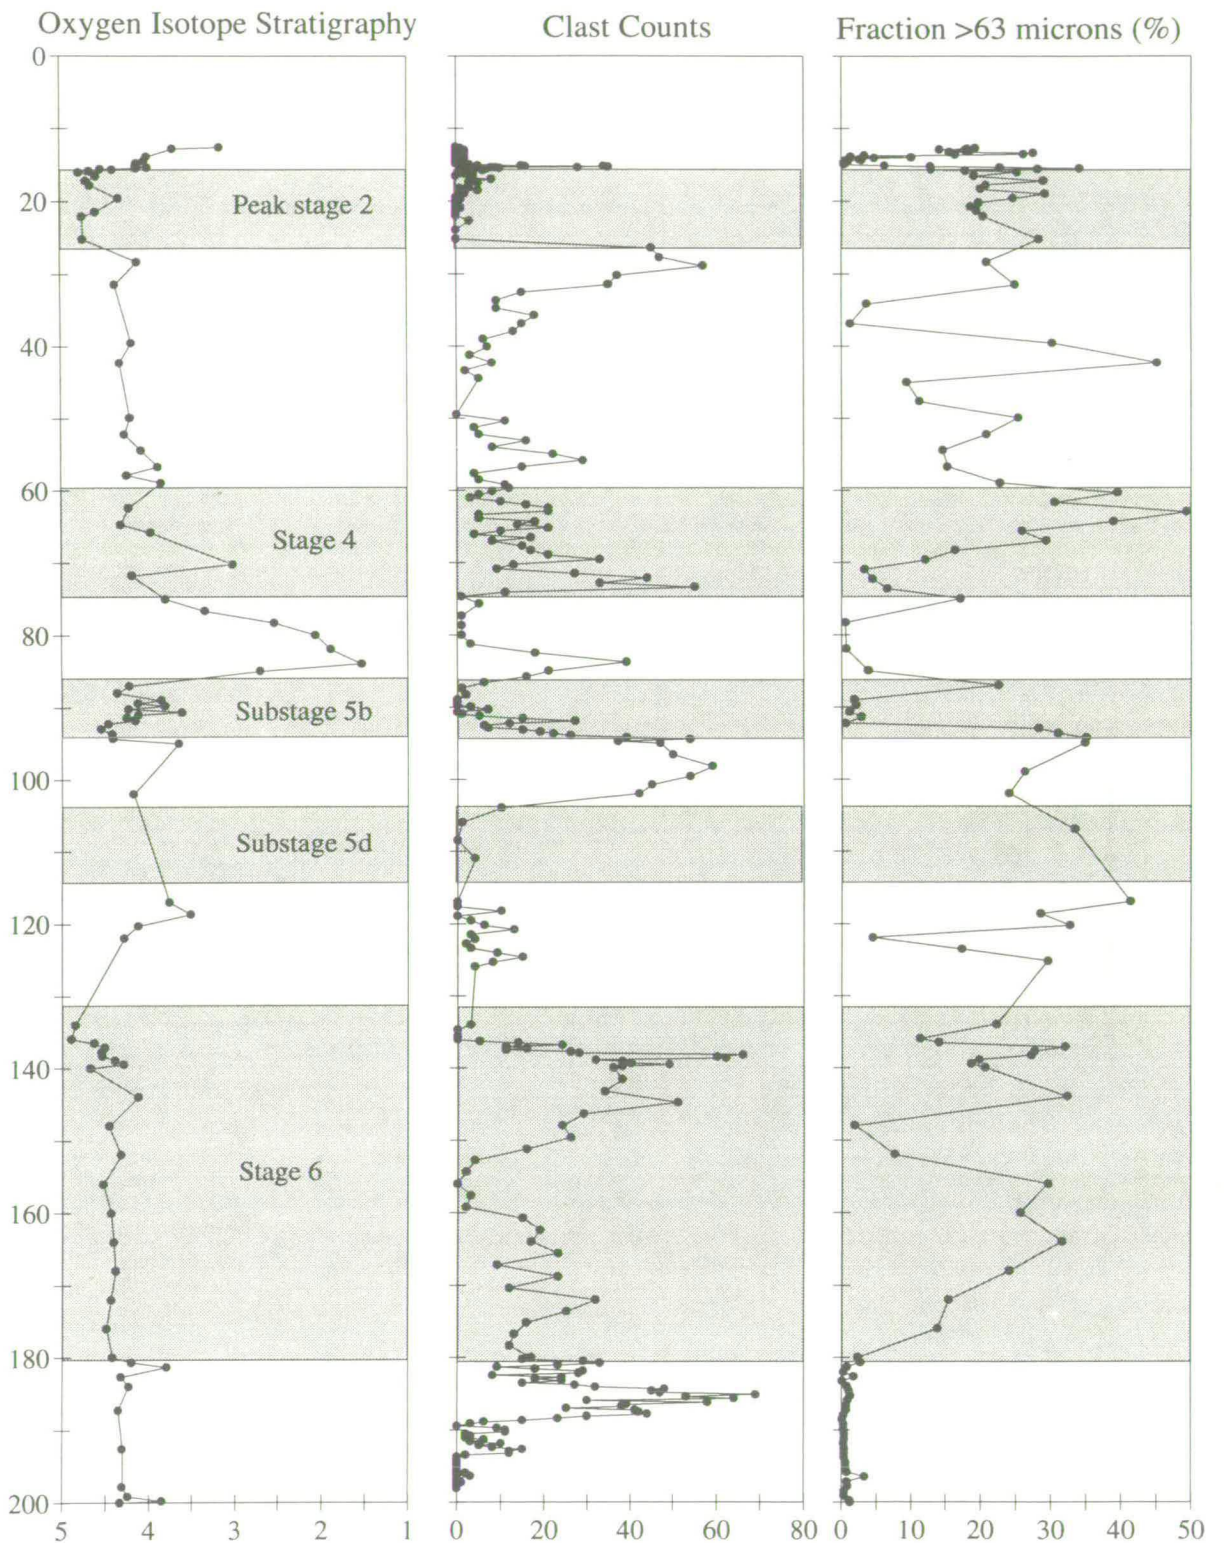 Oxygen Isotope Stratigraphy Clast Counts Fraction >63 microns (%)
0
20
Peak stage 2
40
60
Stage 4
80
Substage 5b
100
Substage 5d
120
140
Stage 6
160
180
200
5 4 3 2 1 0 20 40 60 80 0 10 20 30 40 50